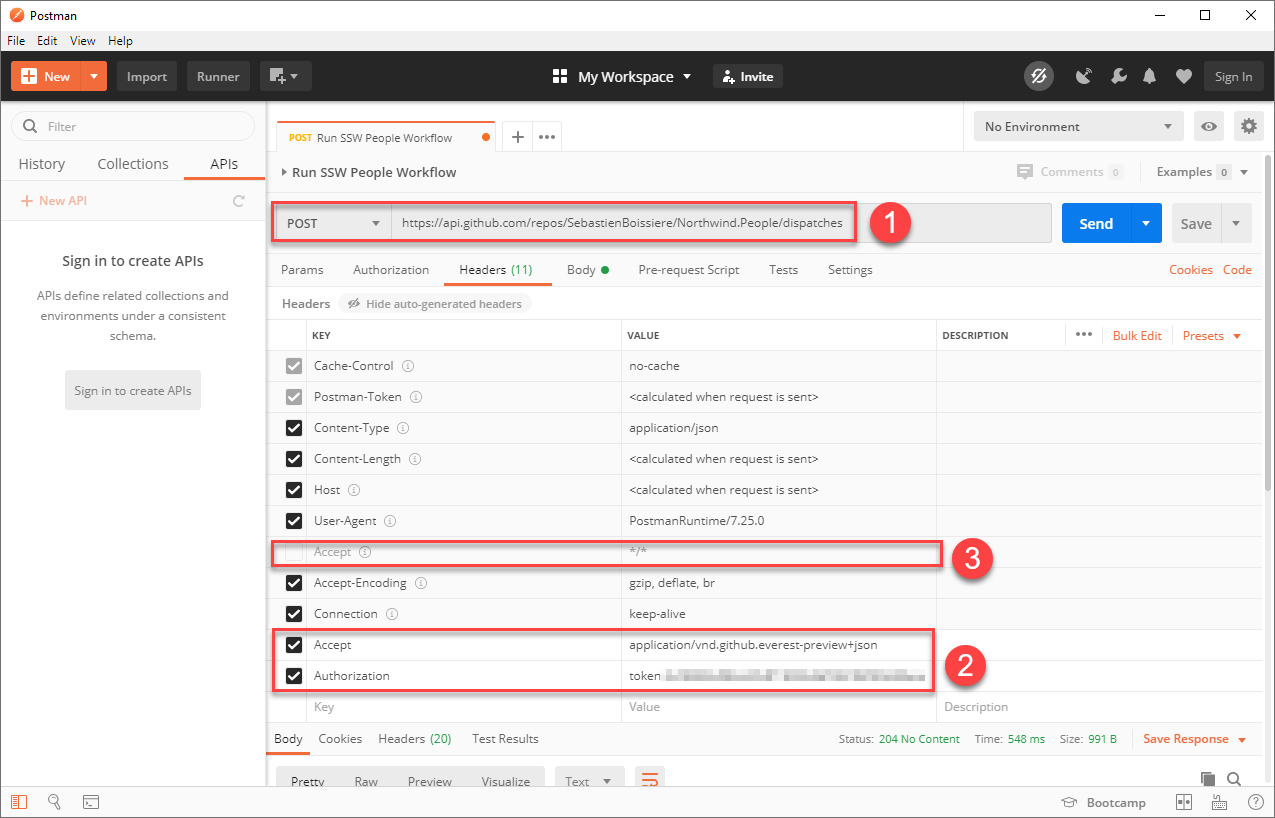 Postman
File Edit View Help
New Import Runner My Workspace Invite Sign In
Filter
History Collections APIs
New API
Sign in to create APIs
APIs define related collections and
environments under a consistent
schema.
Sign in to create APIs
POST Run SSW People Workflow
No Environment
Run SSW People Workflow
Comments 0 Examples 0
POST https://api.github.com/repos/SebastienBoissiere/Northwind.People/dispatches 1 Send Save
Params Authorization Headers (11) Body Pre-request Script Tests Settings Cookies Code
Headers Hide auto-generated headers
KEY VALUE DESCRIPTION Bulk Edit Presets
Cache-Control no-cache
Postman-Token <calculated when request is sent>
Content-Type application/json
Content-Length <calculated when request is sent>
Host <calculated when request is sent>
User-Agent PostmanRuntime/7.25.0
Accept */* 3
Accept-Encoding gzip, deflate, br
Connection keep-alive
Accept application/vnd.github.everest-preview+json
2
Authorization token
Key Value Description
Body Cookies Headers (20) Test Results Status: 204 No Content Time: 548 ms Size: 991 B Save Response
Pretty Raw Preview Visualize Text
Bootcamp